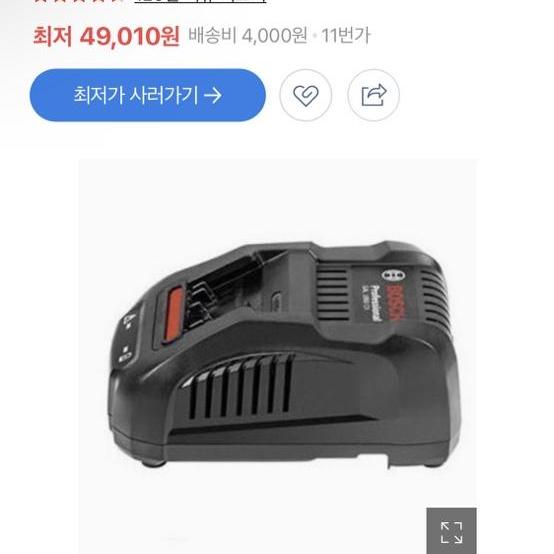 최저 49,010원 배송비 4,000원 · 11번가
최저가 사러가기 →
BOSCH
Professional